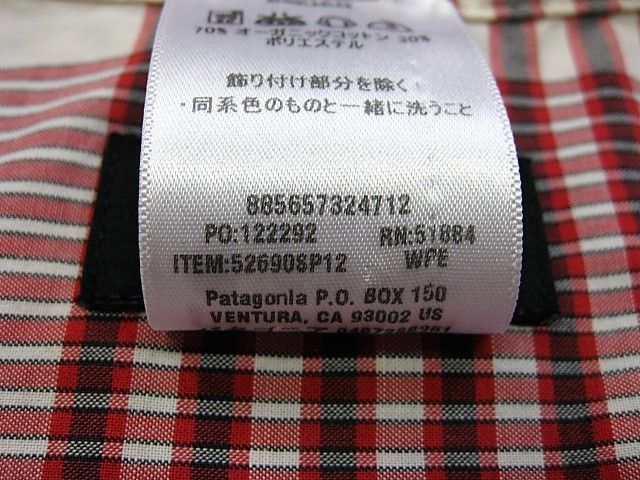 70% オーガニックコットン 30%
ポリエステル
飾り付け部分を除く
・同系色のものと一緒に洗うこと
885657324712
PO:122292 RN:51884
ITEM:52690SP12 WPE
Patagonia P.O. BOX 150
VENTURA, CA 93002 US